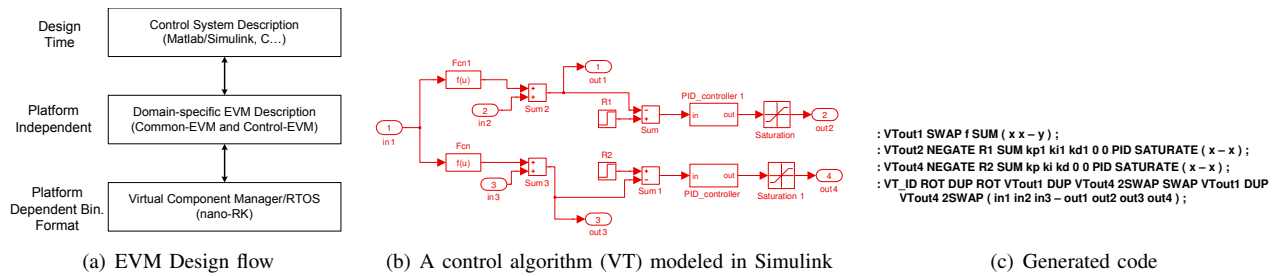 Design
Time
Control System Description
(Matlab/Simulink, C…)
Platform
Independent
Domain-specific EVM Description
(Common-EVM and Control-EVM)
Platform
Dependent Bin.
Format
Virtual Component Manager/RTOS
(nano-RK)
(a) EVM Design flow
1
in1
Fcn1
f(u)
2
in2
Sum2
1
out1
R1
Sum
PID_controller 1
in
out
Saturation
2
out2
Fcn
f(u)
3
in3
Sum3
3
out3
R2
Sum 1
in
out
PID_controller
Saturation 1
4
out4
(b) A control algorithm (VT) modeled in Simulink
: VTout1 SWAP f SUM ( x x – y ) ;
: VTout2 NEGATE R1 SUM kp1 ki1 kd1 0 0 PID SATURATE ( x – x ) ;
: VTout4 NEGATE R2 SUM kp ki kd 0 0 PID SATURATE ( x – x ) ;
: VT_ID ROT DUP ROT VTout1 DUP VTout4 2SWAP SWAP VTout1 DUP
VTout4 2SWAP ( in1 in2 in3 – out1 out2 out3 out4 ) ;
(c) Generated code